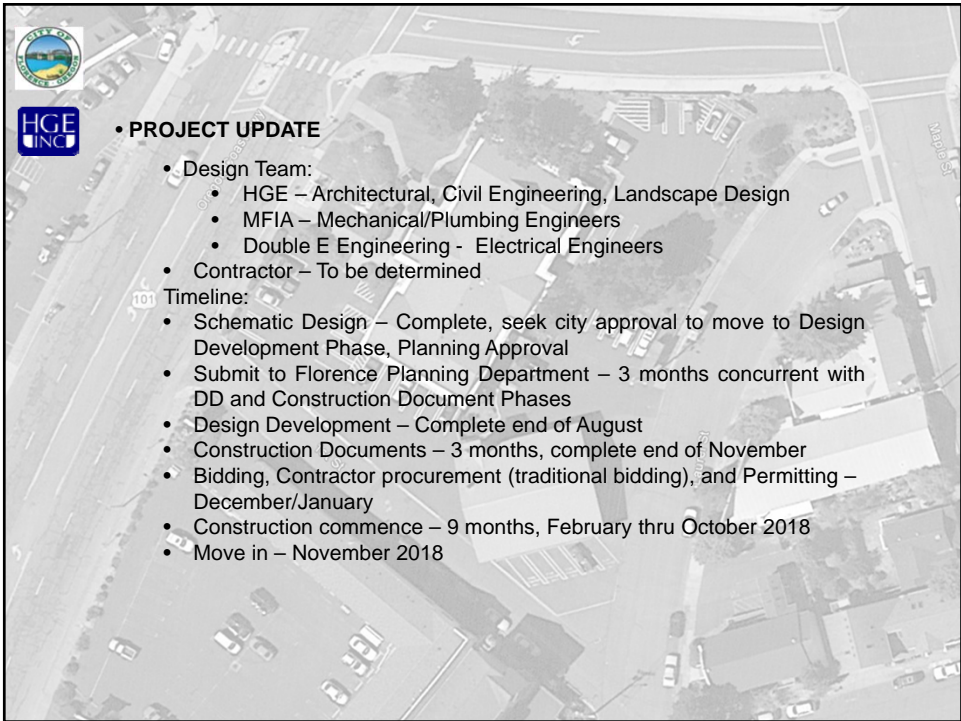 CITY OF
FLORENCE OREGON
HGE
INC
• PROJECT UPDATE
• Design Team:
• HGE – Architectural, Civil Engineering, Landscape Design
• MFIA – Mechanical/Plumbing Engineers
• Double E Engineering - Electrical Engineers
• Contractor – To be determined
Timeline:
• Schematic Design – Complete, seek city approval to move to Design
Development Phase, Planning Approval
• Submit to Florence Planning Department – 3 months concurrent with
DD and Construction Document Phases
• Design Development – Complete end of August
• Construction Documents – 3 months, complete end of November
• Bidding, Contractor procurement (traditional bidding), and Permitting –
December/January
• Construction commence – 9 months, February thru October 2018
• Move in – November 2018
101
Maple St